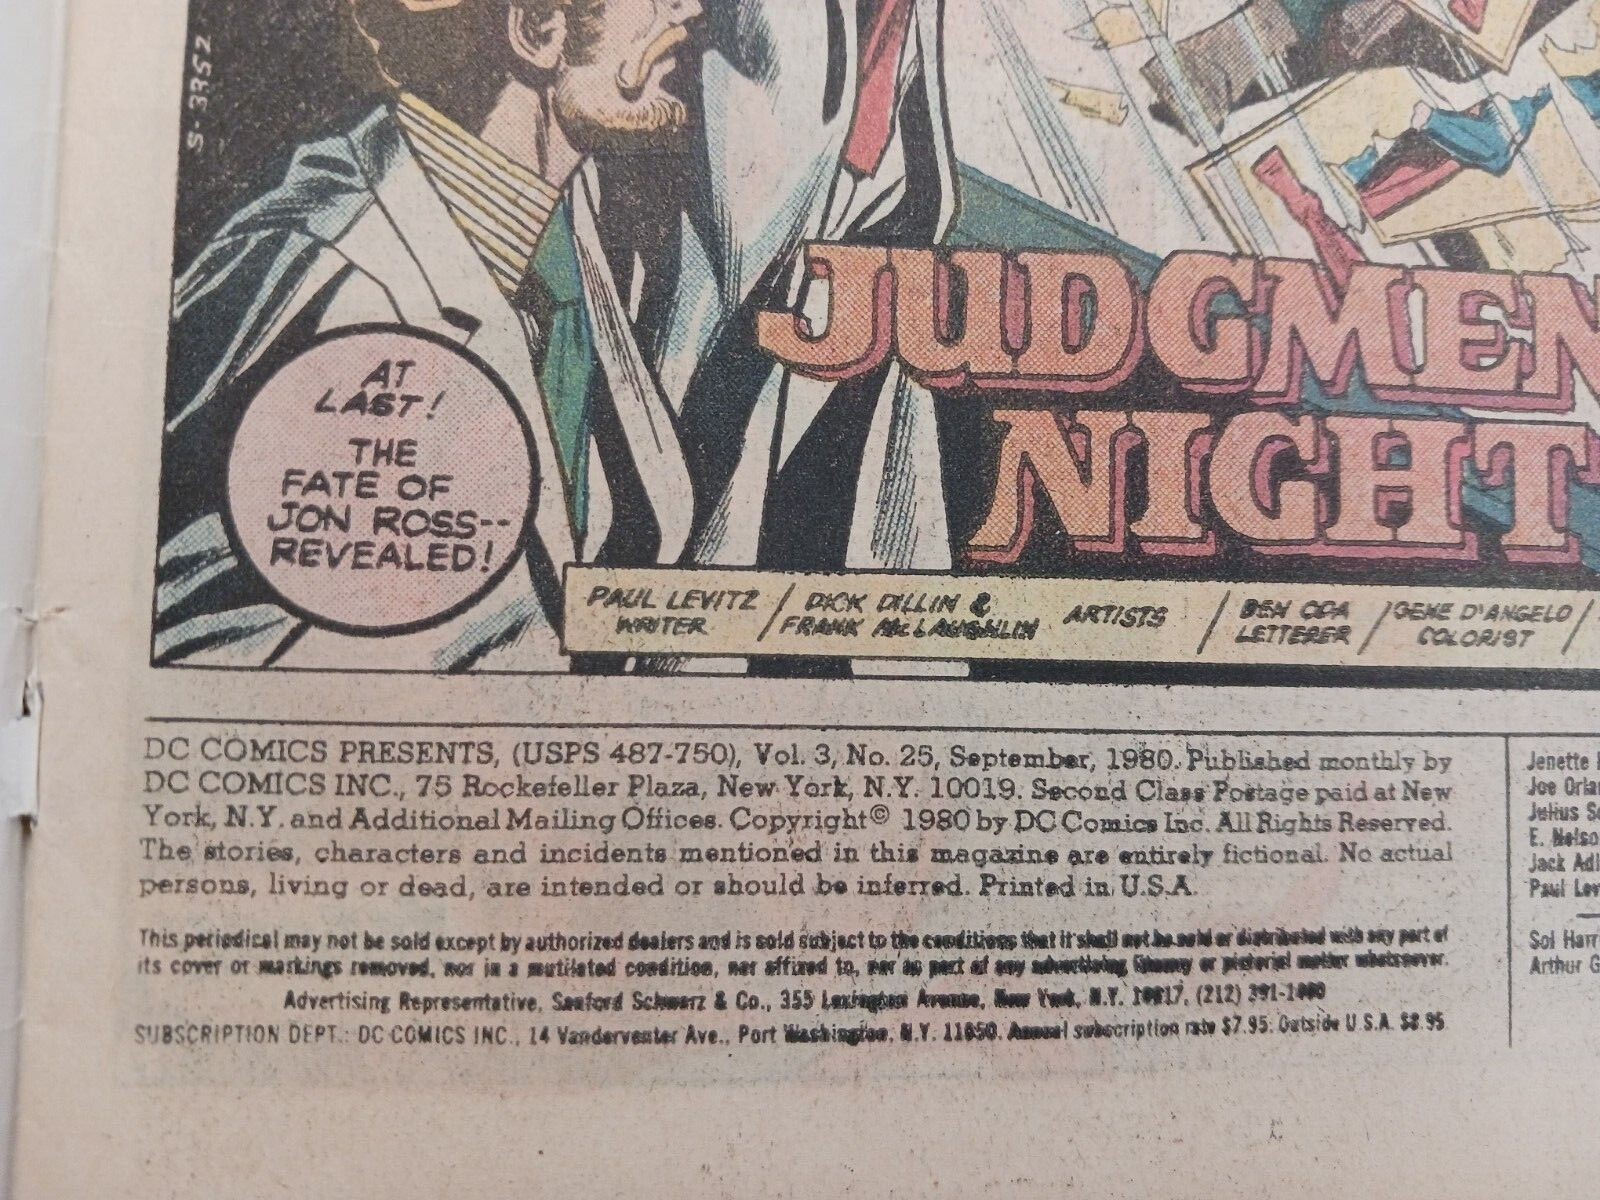 S-3952
JUDGMEN
NIGHT
AT
LAST!
THE
FATE OF
JON ROSS--
REVEALED!
PAUL LEVITZ
WRITER
DICK DILLIN &
FRANK McLAUGHLIN
ARTISTS
BEN ODA
LETTERER
GENE D'ANGELO
COLORIST
DC COMICS PRESENTS, (USPS 487-750), Vol. 3, No. 25, September, 1980. Published monthly by
DC COMICS INC., 75 Rockefeller Plaza, New York, N.Y. 10019. Second Class Postage paid at New
York, N.Y. and Additional Mailing Offices. Copyright © 1980 by DC Comics Inc. All Rights Reserved.
The stories, characters and incidents mentioned in this magazine are entirely fictional. No actual
persons, living or dead, are intended or should be inferred. Printed in U.S.A.
This periodical may not be sold except by authorized dealers and is sold subject to the conditions that it shall not be sold or distributed with any part of
its cover or markings removed, nor in a mutilated condition, nor affixed to, nor as part of any advertising, literary or pictorial matter whatsoever.
Advertising Representative, Sanford Schwarz & Co., 355 Lexington Avenue, New York, N.Y. 10017, (212) 391-1400
SUBSCRIPTION DEPT.: DC COMICS INC., 14 Vanderventer Ave., Port Washington, N.Y. 11050. Annual subscription rate $7.95. Outside U.S.A. $8.95
Jenette
Joe Orla
Julius S
E. Nelso
Jack Adl
Paul Lev
Sol Harr
Arthur G